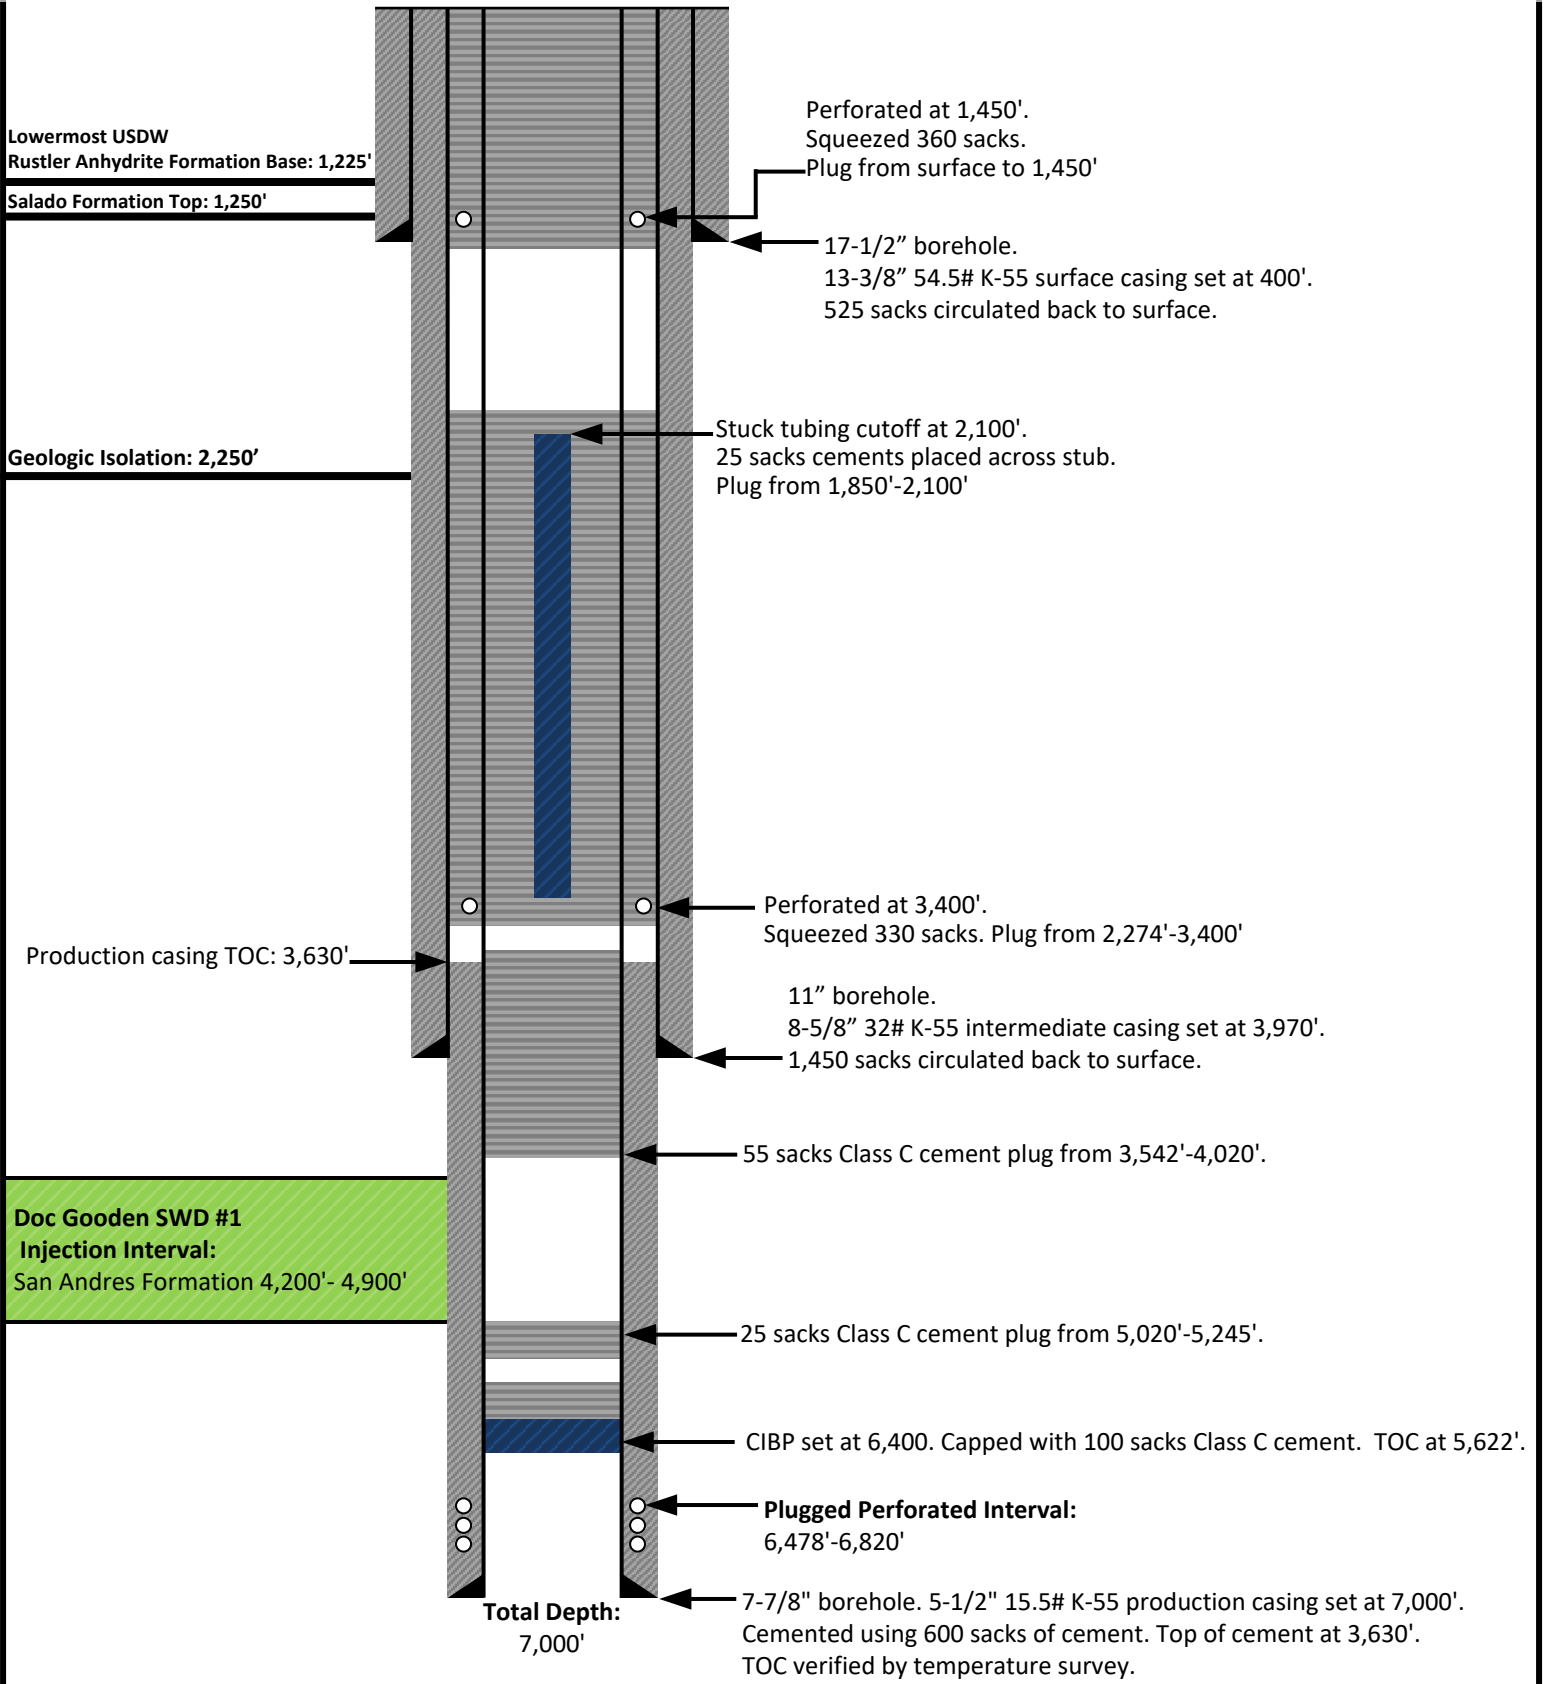 Perforated at 1,450'.
Squeezed 360 sacks.
Plug from surface to 1,450'
Lowermost USDW
Rustler Anhydrite Formation Base: 1,225'
Salado Formation Top: 1,250'
17-1/2” borehole.
13-3/8” 54.5# K-55 surface casing set at 400'.
525 sacks circulated back to surface.
Stuck tubing cutoff at 2,100'.
25 sacks cements placed across stub.
Plug from 1,850'-2,100'
Geologic Isolation: 2,250’
Perforated at 3,400'.
Squeezed 330 sacks. Plug from 2,274'-3,400'
Production casing TOC: 3,630'
11” borehole.
8-5/8” 32# K-55 intermediate casing set at 3,970'.
1,450 sacks circulated back to surface.
55 sacks Class C cement plug from 3,542'-4,020'.
Doc Gooden SWD #1
Injection Interval:
San Andres Formation 4,200'- 4,900'
25 sacks Class C cement plug from 5,020'-5,245'.
CIBP set at 6,400. Capped with 100 sacks Class C cement.  TOC at 5,622'.
Plugged Perforated Interval:
6,478'-6,820'
Total Depth:
7,000'
7-7/8" borehole. 5-1/2" 15.5# K-55 production casing set at 7,000'.
Cemented using 600 sacks of cement. Top of cement at 3,630'.
TOC verified by temperature survey.